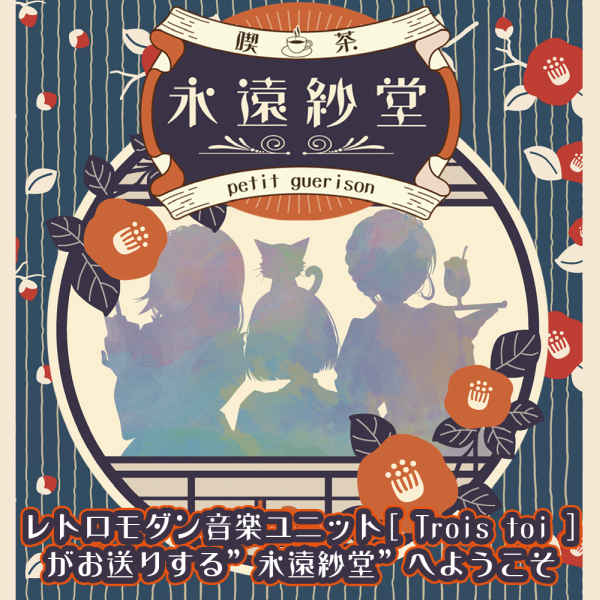 喫茶
永遠紗堂
petit guerison
レトロモダン音楽ユニット[ Trois toi ]
がお送りする”永遠紗堂”へようこそ